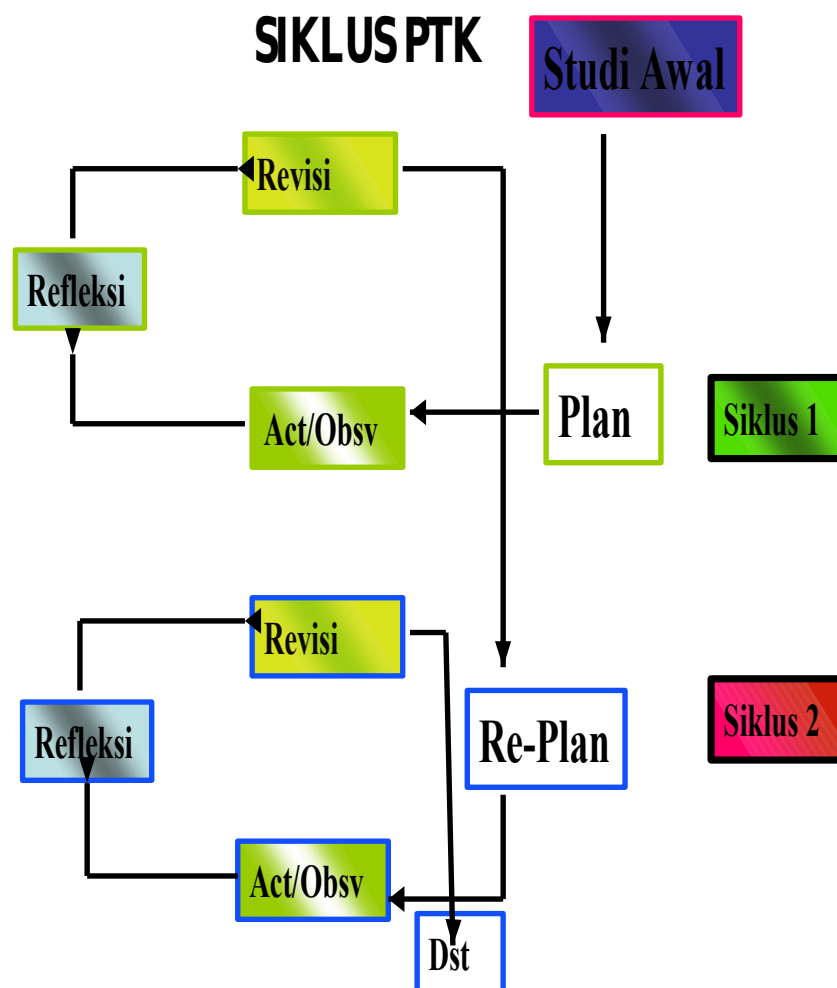 SIKLUS PTK
Studi Awal
Revisi
Refleksi
Plan
Act/Obsv
Siklus 1
Revisi
Refleksi
Re-Plan
Siklus 2
Act/Obsv
Dst